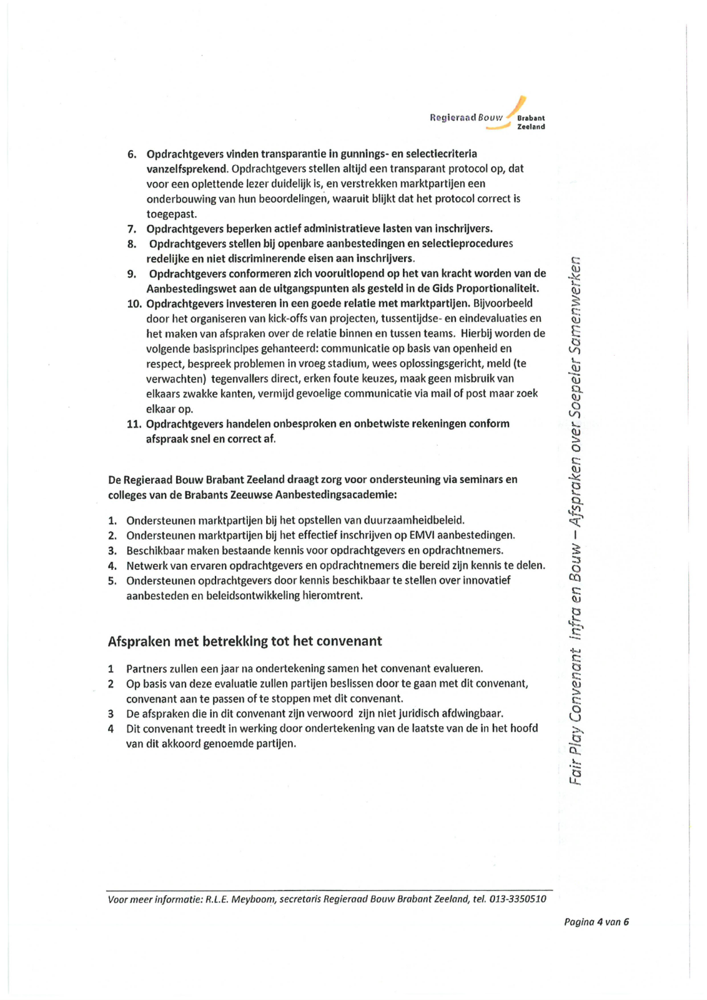 Regieraad Bouw Brabant
Zeeland
6. Opdrachtgevers vinden transparantie in gunnings- en selectiecriteria
vanzelfsprekend. Opdrachtgevers stellen altijd een transparant protocol op, dat
voor een oplettende lezer duidelijk is, en verstrekken marktpartijen een
onderbouwing van hun beoordelingen, waaruit blijkt dat het protocol correct is
toegepast.
7. Opdrachtgevers beperken actief administratieve lasten van inschrijvers.
8. Opdrachtgevers stellen bij openbare aanbestedingen en selectieprocedures
redelijke en niet discriminerende eisen aan inschrijvers.
9. Opdrachtgevers conformeren zich vooruitlopend op het van kracht worden van de
Aanbestedingswet aan de uitgangspunten als gesteld in de Gids Proportionaliteit.
10. Opdrachtgevers investeren in een goede relatie met marktpartijen. Bijvoorbeeld
door het organiseren van kick-offs van projecten, tussentijdse- en eindevaluaties en
het maken van afspraken over de relatie binnen en tussen teams. Hierbij worden de
volgende basisprincipes gehanteerd: communicatie op basis van openheid en
respect, bespreek problemen in vroeg stadium, wees oplossingsgericht, meld (te
verwachten) tegenvallers direct, erken foute keuzes, maak geen misbruik van
elkaars zwakke kanten, vermijd gevoelige communicatie via mail of post maar zoek
elkaar op.
11. Opdrachtgevers handelen onbesproken en onbetwiste rekeningen conform
afspraak snel en correct af.
De Regieraad Bouw Brabant Zeeland draagt zorg voor ondersteuning via seminars en
colleges van de Brabants Zeeuwse Aanbestedingsacademie:
1. Ondersteunen marktpartijen bij het opstellen van duurzaamheidbeleid.
2. Ondersteunen marktpartijen bij het effectief inschrijven op EMVI aanbestedingen.
3. Beschikbaar maken bestaande kennis voor opdrachtgevers en opdrachtnemers.
4. Netwerk van ervaren opdrachtgevers en opdrachtnemers die bereid zijn kennis te delen.
5. Ondersteunen opdrachtgevers door kennis beschikbaar te stellen over innovatief
aanbesteden en beleidsontwikkeling hieromtrent.
Afspraken met betrekking tot het convenant
1 Partners zullen een jaar na ondertekening samen het convenant evalueren.
2 Op basis van deze evaluatie zullen partijen beslissen door te gaan met dit convenant,
convenant aan te passen of te stoppen met dit convenant.
3 De afspraken die in dit convenant zijn verwoord zijn niet juridisch afdwingbaar.
4 Dit convenant treedt in werking door ondertekening van de laatste van de in het hoofd
van dit akkoord genoemde partijen.
Fair Play Convenant Infra en Bouw – Afspraken over Soepeler Samenwerken
Voor meer informatie: R.L.E. Meyboom, secretaris Regieraad Bouw Brabant Zeeland, tel. 013-3350510
Pagina 4 van 6